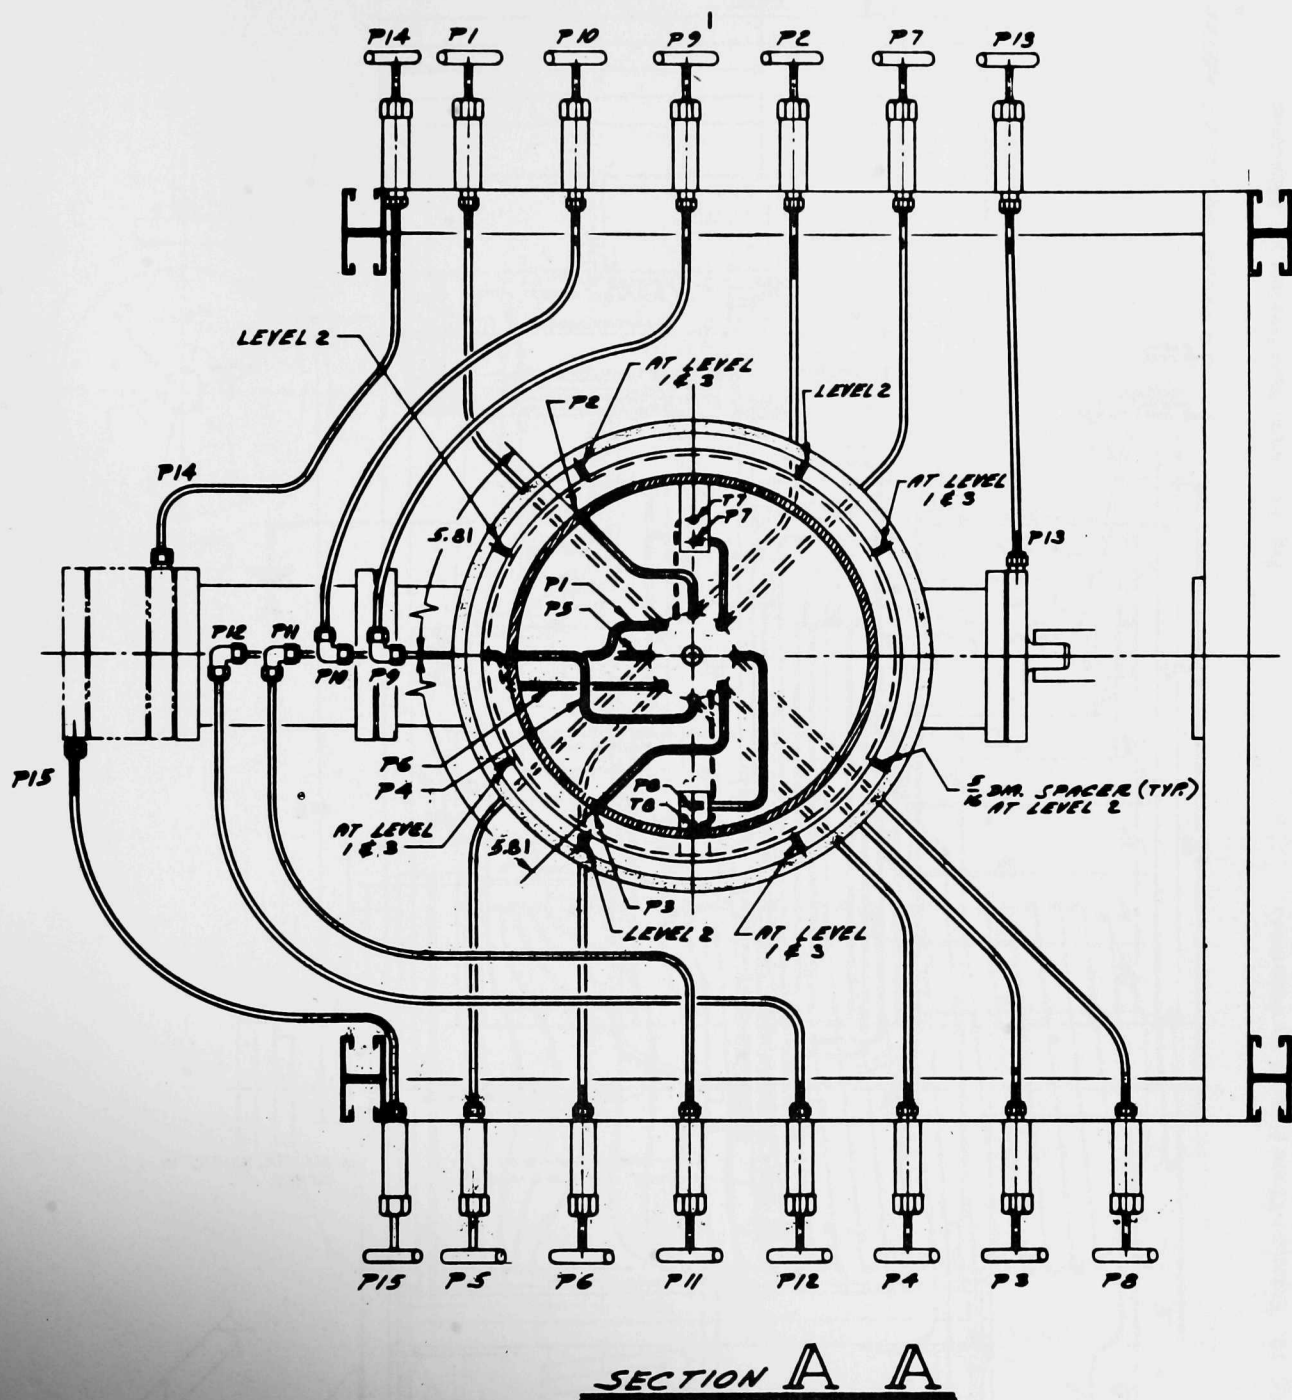 P14 P1 P10 P9 P2 P7 P13
LEVEL 2
AT LEVEL
1 & 3
P2
LEVEL 2
P14
AT LEVEL
1 & 3
T7
P7
5.81
P13
P1
P5
P12 P11
P10 P9
P6
P4
P15
P8
T8
5/16 DIA. SPACER (TYP.)
AT LEVEL 2
AT LEVEL
1 & 3
5.81
P3
LEVEL 2
AT LEVEL
1 & 3
P15 P5 P6 P11 P12 P4 P3 P8
SECTION A A